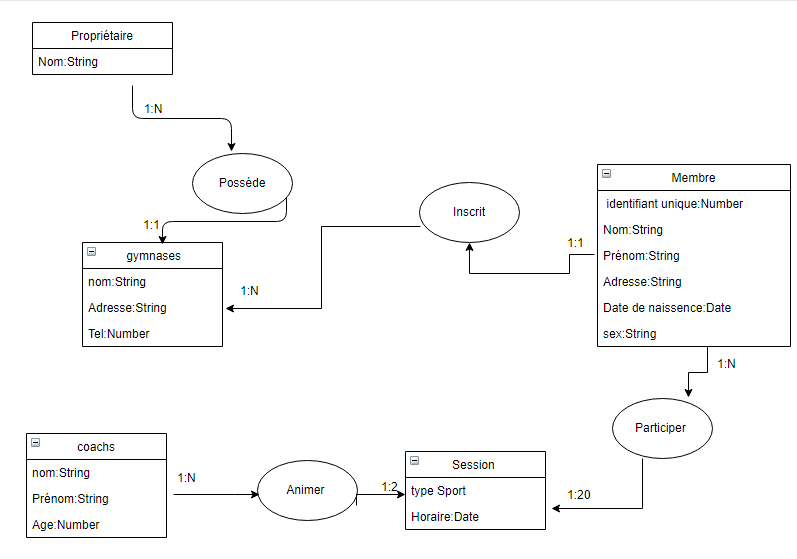 Propriétaire
Nom:String
1:N
Posséde
1:1
gymnases
nom:String
Adresse:String
Tel:Number
Inscrit
1:N
1:1
Membre
identifiant unique:Number
Nom:String
Prénom:String
Adresse:String
Date de naissence:Date
sex:String
1:N
Participer
1:20
coachs
nom:String
Prénom:String
Age:Number
1:N
Animer
1:2
Session
type Sport
Horaire:Date